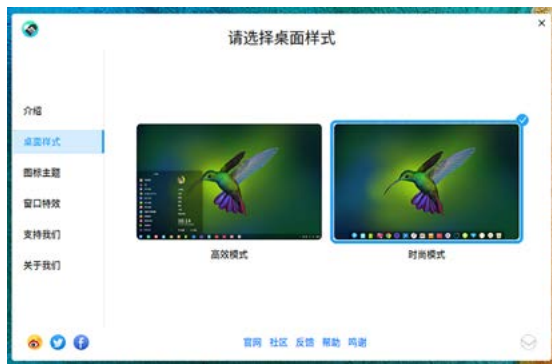 请选择桌面样式
介绍
桌面样式
图标主题
窗口特效
支持我们
关于我们
高效模式
时尚模式
官网 社区 反馈 帮助 鸣谢